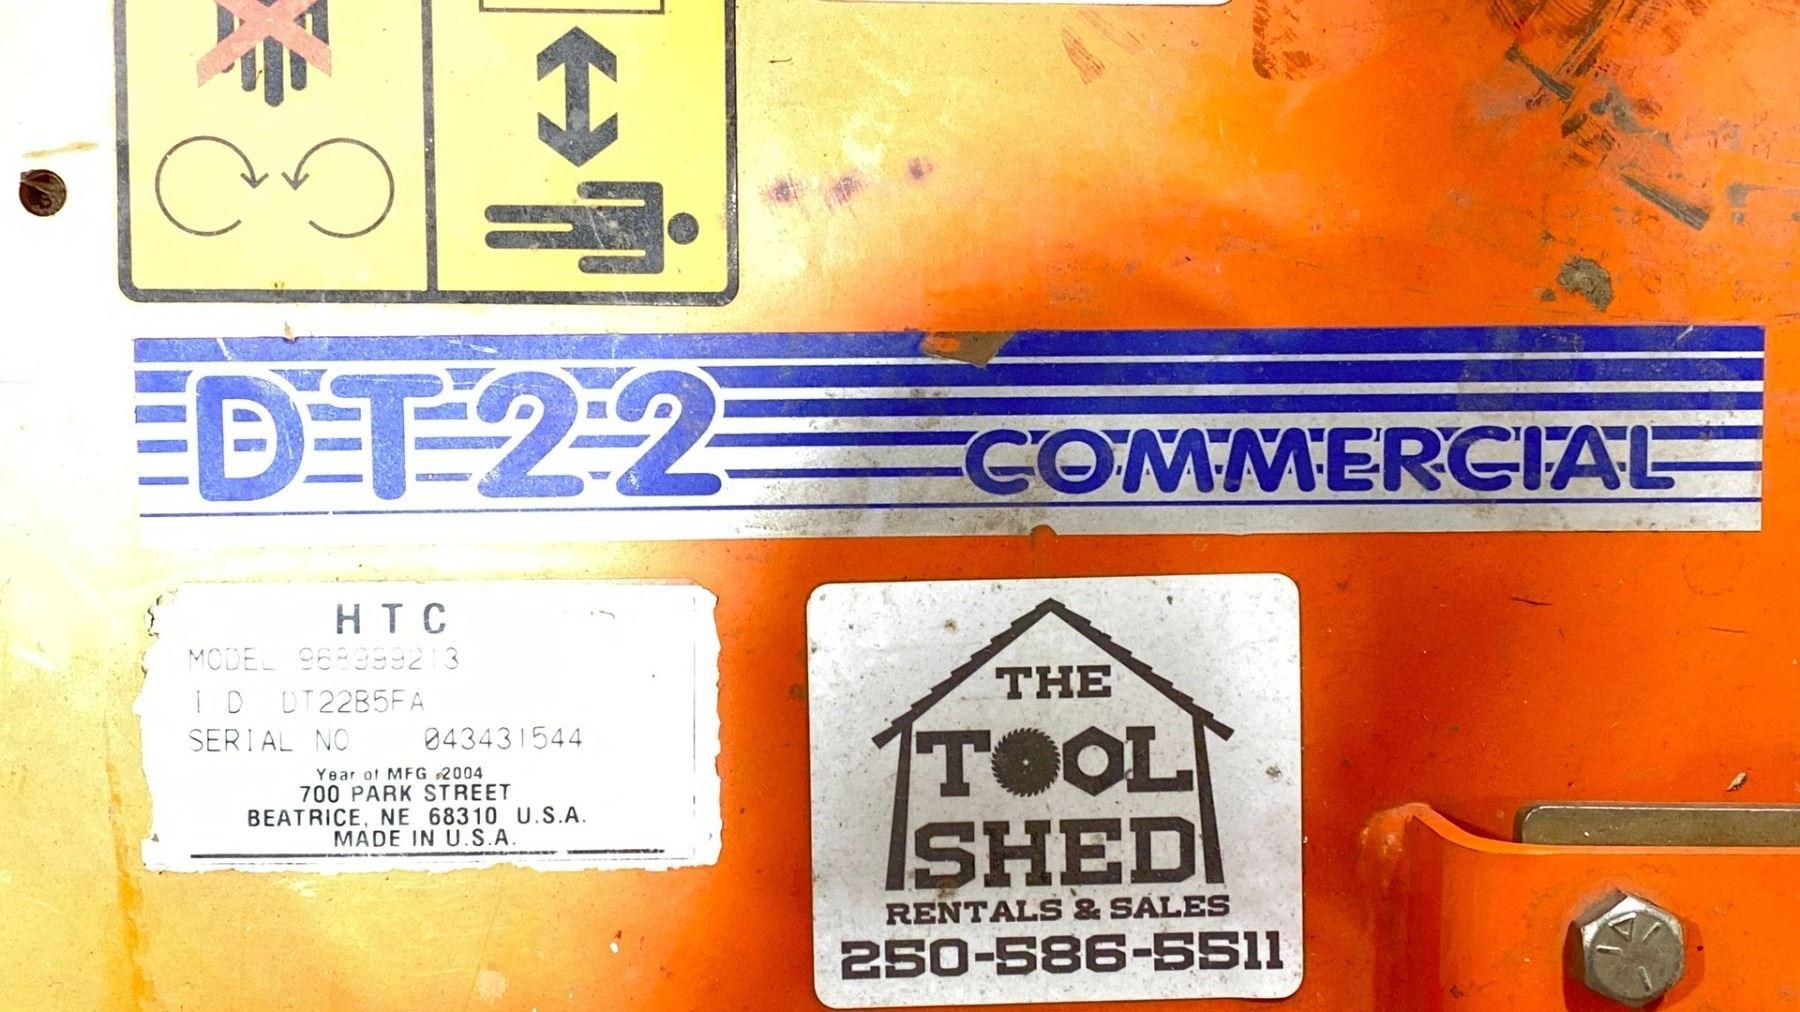 DT22 COMMERCIAL
HTC
MODEL 968999213
I D DT22B5FA
SERIAL NO 043431544
Year of MFG 2004
700 PARK STREET
BEATRICE, NE 68310 U.S.A.
MADE IN U.S.A.
THE
TOOL
SHED
RENTALS & SALES
250-586-5511